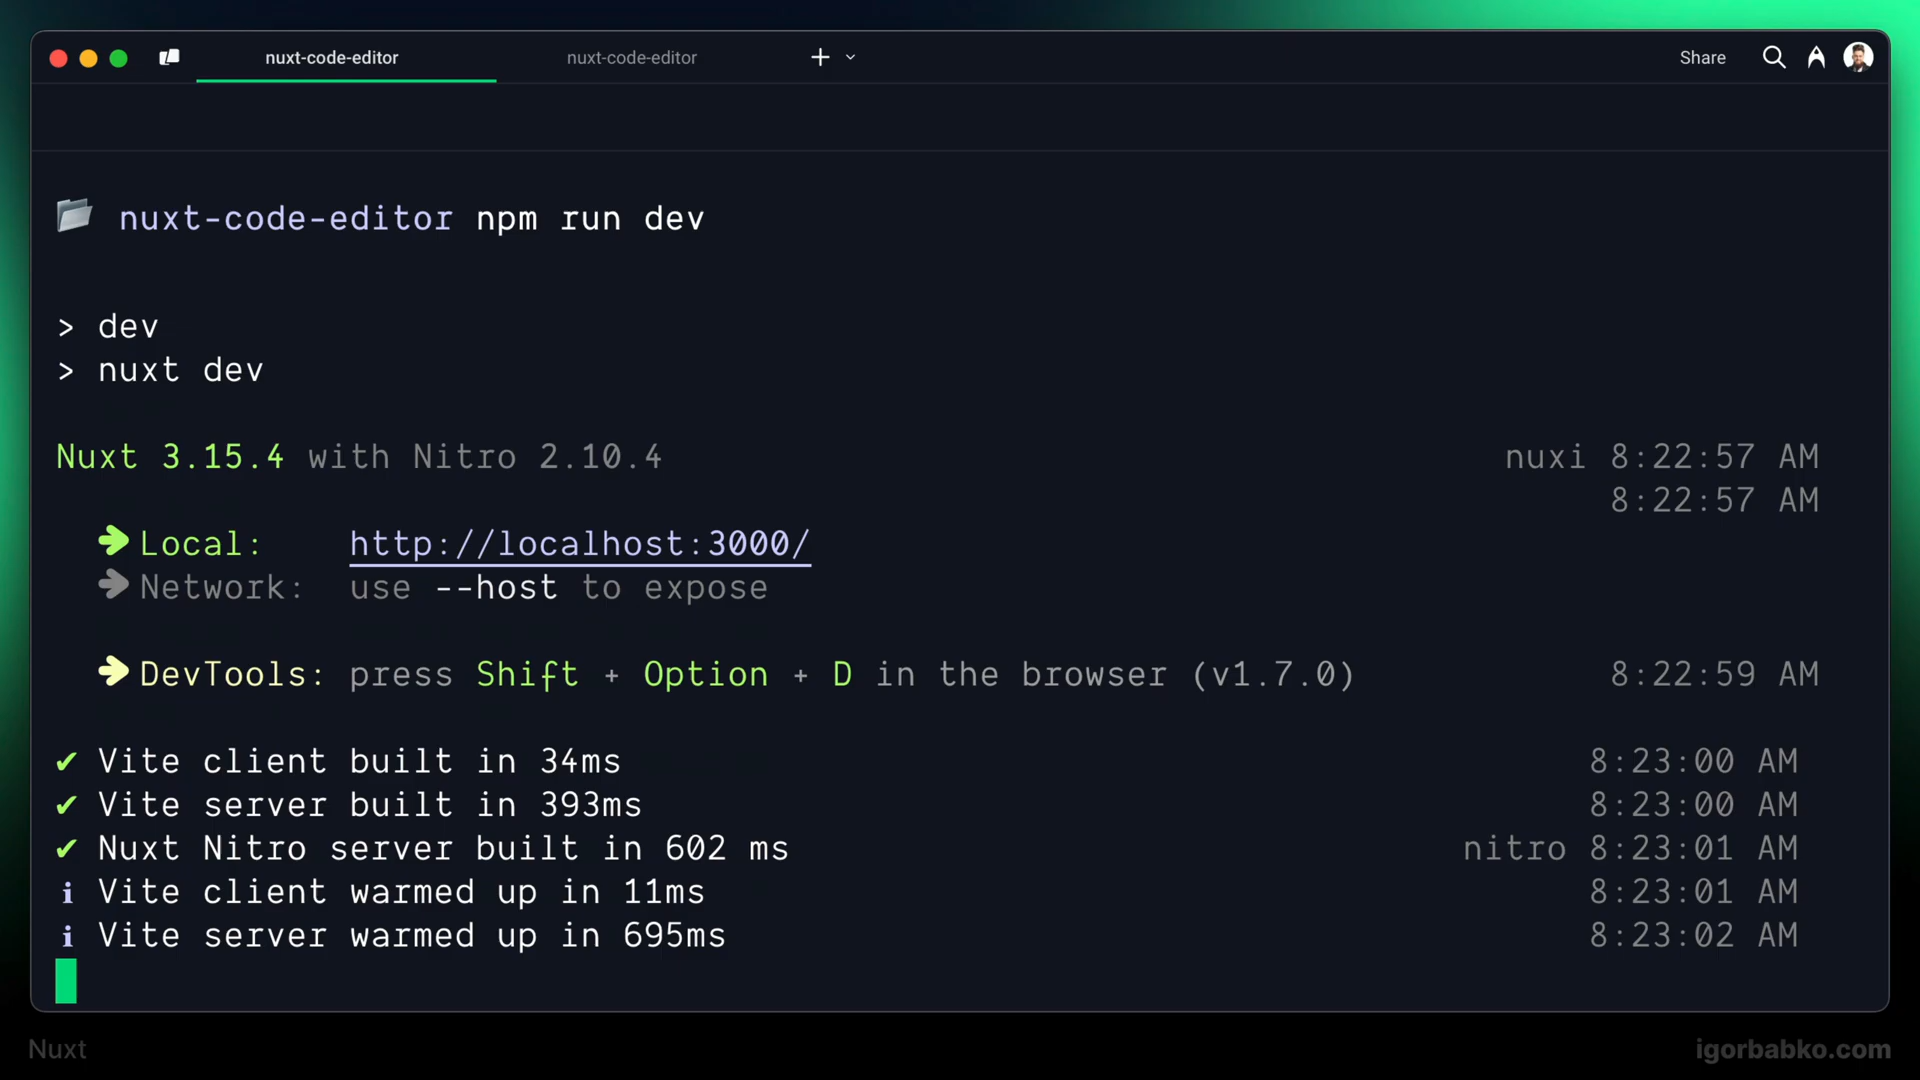 nuxt-code-editor
nuxt-code-editor
Share
nuxt-code-editor npm run dev
> dev
> nuxt dev
Nuxt 3.15.4 with Nitro 2.10.4 nuxi 8:22:57 AM
8:22:57 AM
➜ Local: http://localhost:3000/
➜ Network: use --host to expose
➜ DevTools: press Shift + Option + D in the browser (v1.7.0) 8:22:59 AM
✔ Vite client built in 34ms 8:23:00 AM
✔ Vite server built in 393ms 8:23:00 AM
✔ Nuxt Nitro server built in 602 ms nitro 8:23:01 AM
ℹ Vite client warmed up in 11ms 8:23:01 AM
ℹ Vite server warmed up in 695ms 8:23:02 AM
Nuxt
igorbabko.com